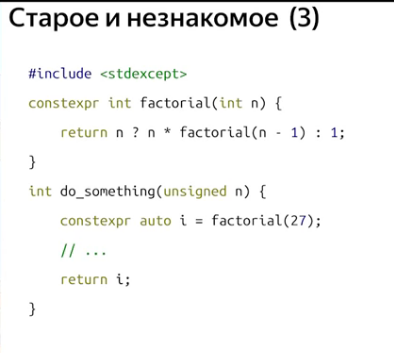 Старое и незнакомое (3)
#include <stdexcept>
constexpr int factorial(int n) {
    return n ? n * factorial(n - 1) : 1;
}
int do_something(unsigned n) {
    constexpr auto i = factorial(27);
    // ...
    return i;
}